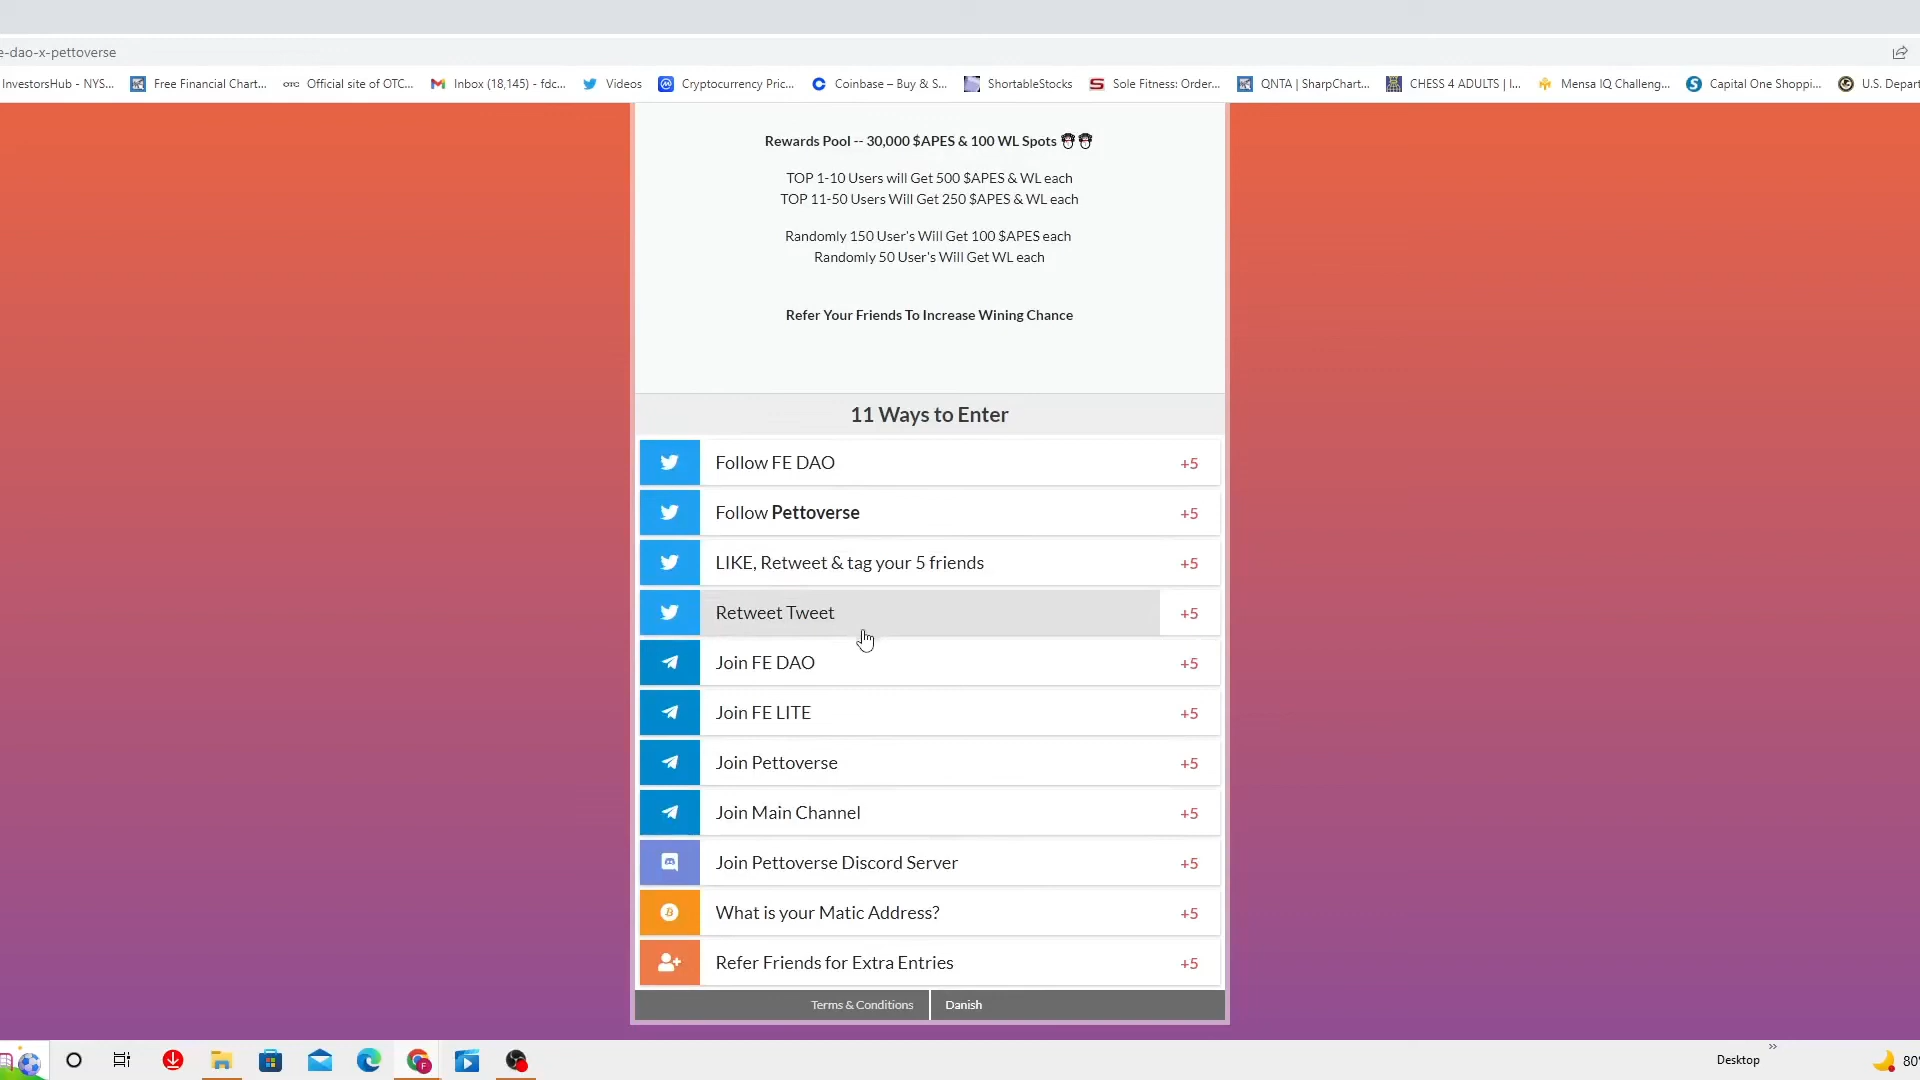 e-dao-x-pettoverse
InvestorsHub - NYS... Free Financial Chart... OTC Official site of OTC... Inbox (18,145) - fdc... Videos Cryptocurrency Pric... Coinbase – Buy & S... ShortableStocks Sole Fitness: Order... QNTA | SharpChart... CHESS 4 ADULTS | I... Mensa IQ Challeng... Capital One Shoppi... U.S. Depart
Rewards Pool -- 30,000 $APES & 100 WL Spots
TOP 1-10 Users will Get 500 $APES & WL each
TOP 11-50 Users Will Get 250 $APES & WL each
Randomly 150 User's Will Get 100 $APES each
Randomly 50 User's Will Get WL each
Refer Your Friends To Increase Wining Chance
11 Ways to Enter
Follow FE DAO +5
Follow Pettoverse +5
LIKE, Retweet & tag your 5 friends +5
Retweet Tweet +5
Join FE DAO +5
Join FE LITE +5
Join Pettoverse +5
Join Main Channel +5
Join Pettoverse Discord Server +5
What is your Matic Address? +5
Refer Friends for Extra Entries +5
Terms & Conditions Danish
Desktop
80°